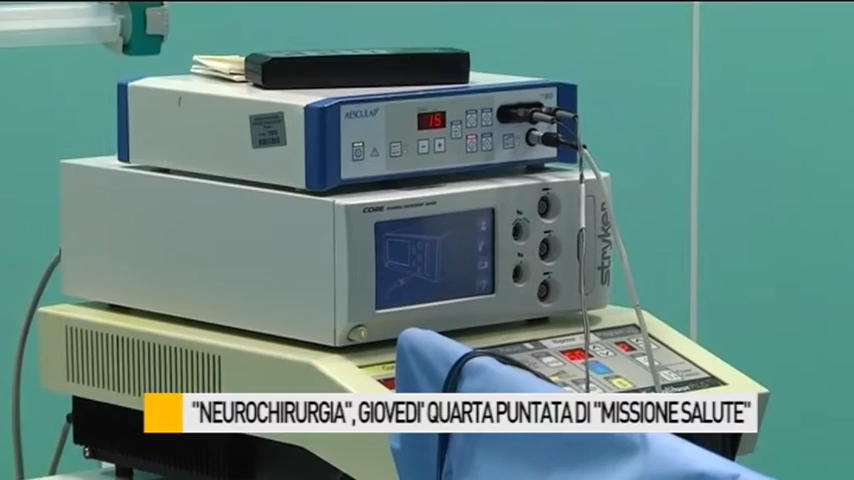 AESCULAP
15
CORE
stryker
"NEUROCHIRURGIA", GIOVEDI' QUARTA PUNTATA DI "MISSIONE SALUTE"